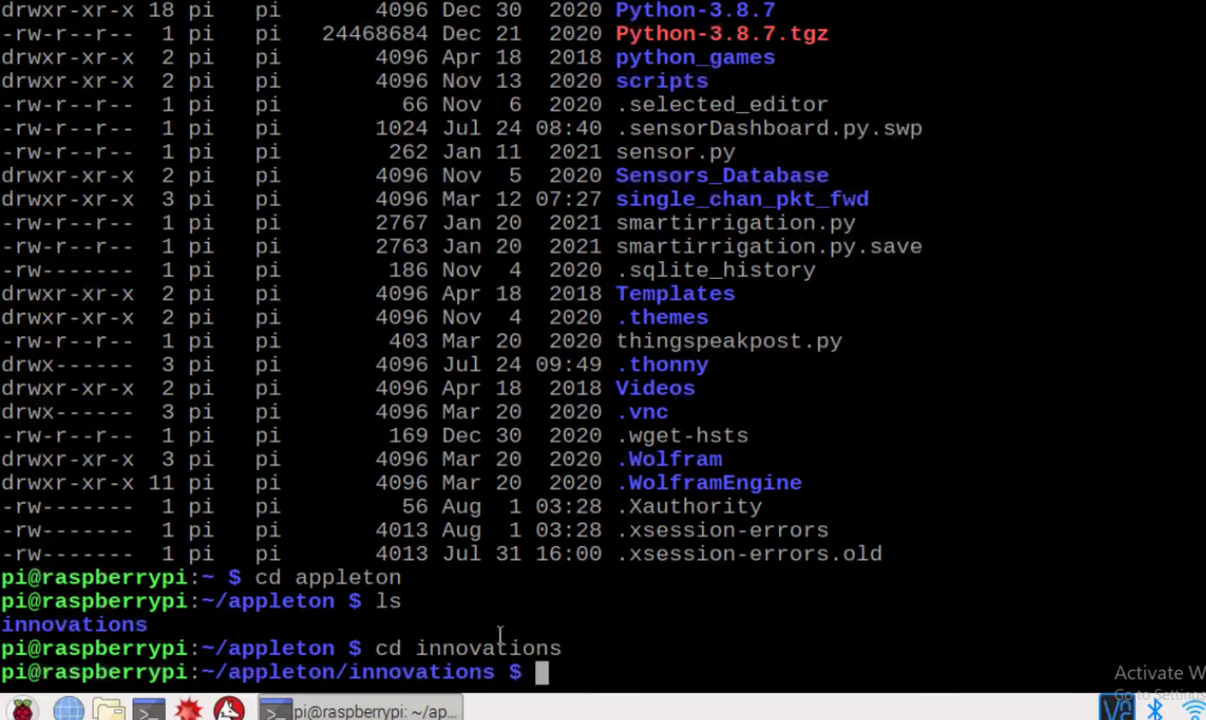 drwxr-xr-x 18 pi pi 4096 Dec 30 2020 Python-3.8.7
-rw-r--r-- 1 pi pi 24468684 Dec 21 2020 Python-3.8.7.tgz
drwxr-xr-x 2 pi pi 4096 Apr 18 2018 python_games
drwxr-xr-x 2 pi pi 4096 Nov 13 2020 scripts
-rw-r--r-- 1 pi pi 66 Nov 6 2020 .selected_editor
-rw-r--r-- 1 pi pi 1024 Jul 24 08:40 .sensorDashboard.py.swp
-rw-r--r-- 1 pi pi 262 Jan 11 2021 sensor.py
drwxr-xr-x 2 pi pi 4096 Nov 5 2020 Sensors_Database
drwxr-xr-x 3 pi pi 4096 Mar 12 07:27 single_chan_pkt_fwd
-rw-r--r-- 1 pi pi 2767 Jan 20 2021 smartirrigation.py
-rw-r--r-- 1 pi pi 2763 Jan 20 2021 smartirrigation.py.save
-rw-r--r-- 1 pi pi 186 Nov 4 2020 .sqlite_history
drwxr-xr-x 2 pi pi 4096 Apr 18 2018 Templates
drwxr-xr-x 2 pi pi 4096 Nov 4 2020 .themes
-rw-r--r-- 1 pi pi 403 Mar 20 2020 thingspeakpost.py
drwx------ 3 pi pi 4096 Jul 24 09:49 .thonny
drwxr-xr-x 2 pi pi 4096 Apr 18 2018 Videos
drwx------ 3 pi pi 4096 Mar 20 2020 .vnc
-rw-r--r-- 1 pi pi 169 Dec 30 2020 .wget-hsts
drwxr-xr-x 3 pi pi 4096 Mar 20 2020 .Wolfram
drwxr-xr-x 11 pi pi 4096 Mar 20 2020 .WolframEngine
-rw------- 1 pi pi 56 Aug 1 03:28 .Xauthority
-rw------- 1 pi pi 4013 Aug 1 03:28 .xsession-errors
-rw------- 1 pi pi 4013 Jul 31 16:00 .xsession-errors.old
pi@raspberrypi:~ $ cd appleton
pi@raspberrypi:~/appleton $ ls
innovations
pi@raspberrypi:~/appleton $ cd innovations
pi@raspberrypi:~/appleton/innovations $
Activate W
Go to Settings
pi@raspberrypi: ~/ap...